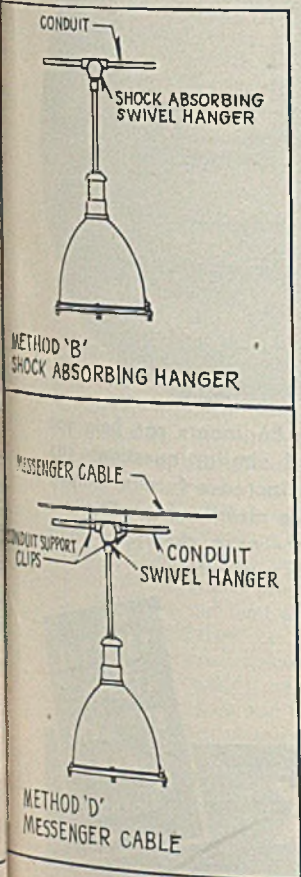 CONDUIT
SHOCK ABSORBING
SWIVEL HANGER
METHOD 'B'
SHOCK ABSORBING HANGER
MESSENGER CABLE
CONDUIT SUPPORT
CLIPS
CONDUIT
SWIVEL HANGER
METHOD 'D'
MESSENGER CABLE